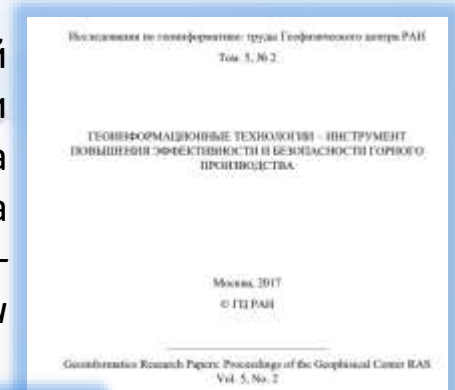 й
и
а
а
–
Исследования по геоинформатике: труды Геофизического центра РАН
Том. 5, № 2
ГЕОИНФОРМАЦИОННЫЕ ТЕХНОЛОГИИ – ИНСТРУМЕНТ
ПОВЫШЕНИЯ ЭФФЕКТИВНОСТИ И БЕЗОПАСНОСТИ ГОРНОГО
ПРОИЗВОДСТВА
Москва, 2017
© ГЦ РАН
Geoinformatics Research Papers: Proceedings of the Geophysical Center RAS
Vol. 5, No. 2